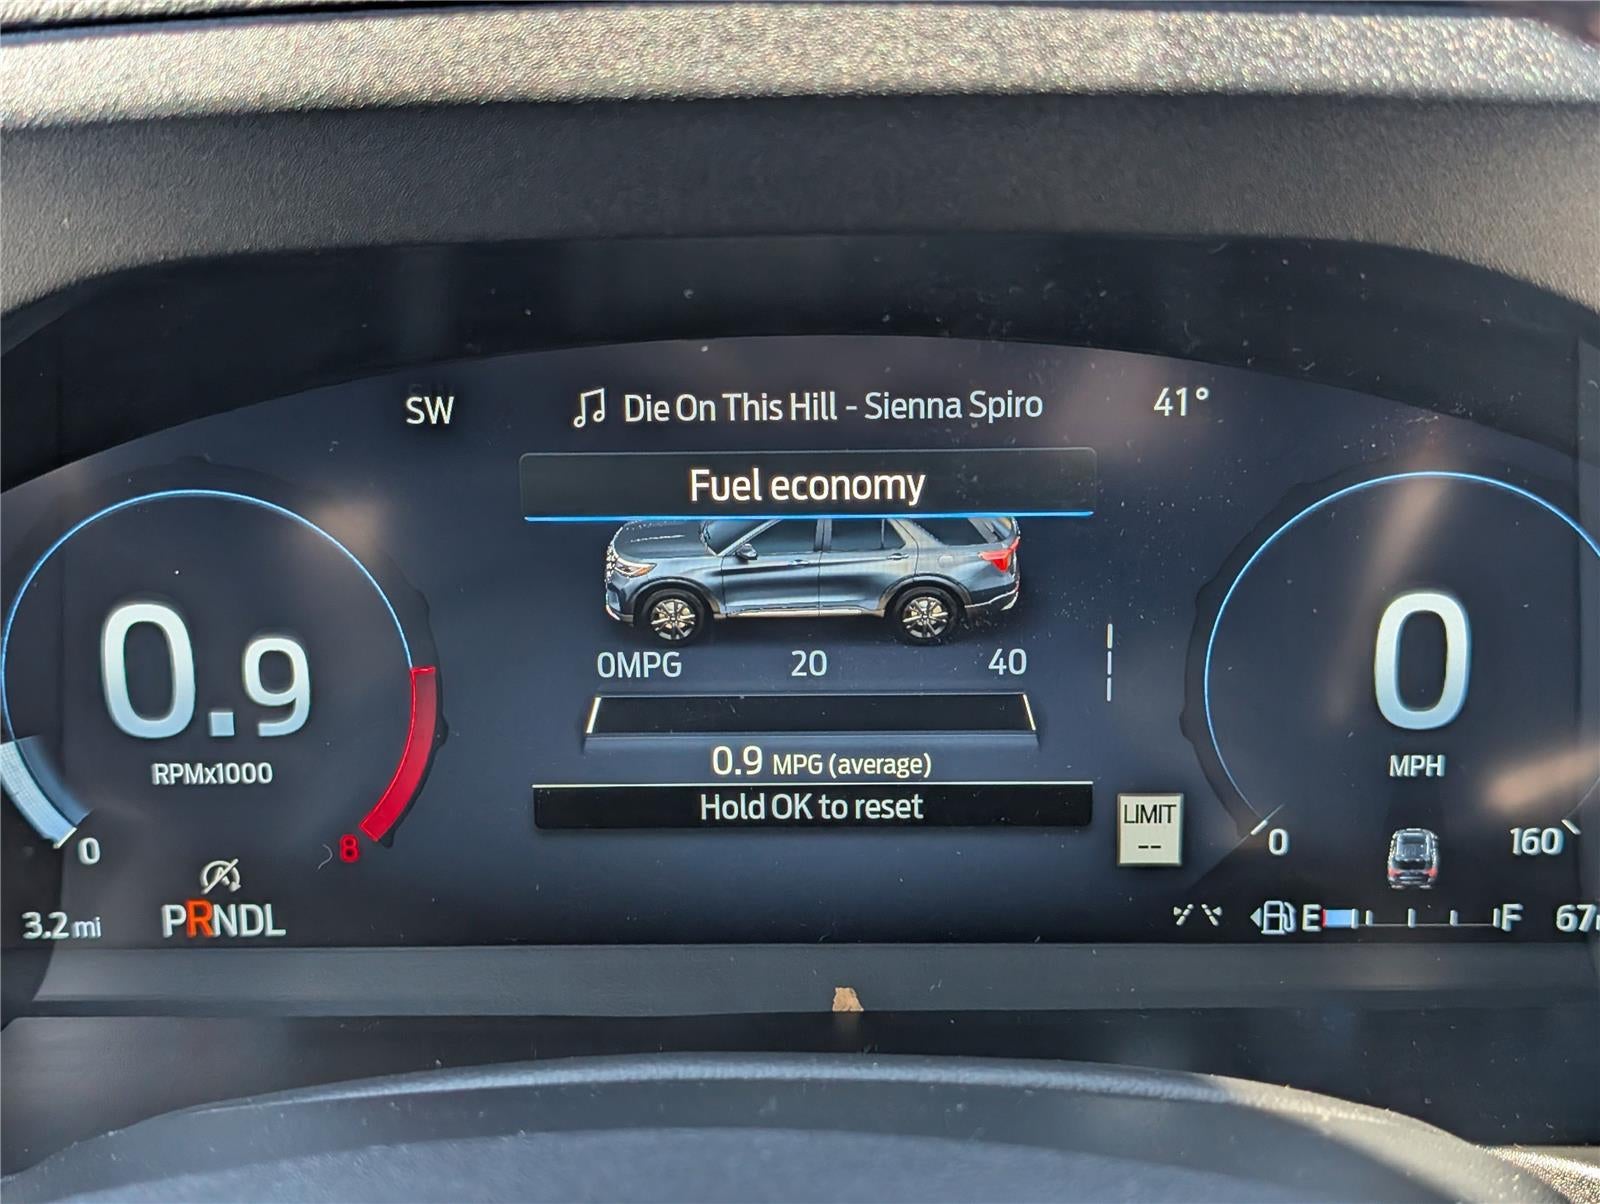 SW
Die On This Hill - Sienna Spiro
41°
Fuel economy
0MPG 20 40
0.9 MPG (average)
Hold OK to reset
0.9
RPMx1000
0
8
3.2 mi
PRNDL
A
LIMIT
--
0
MPH
0
160
E
F
67